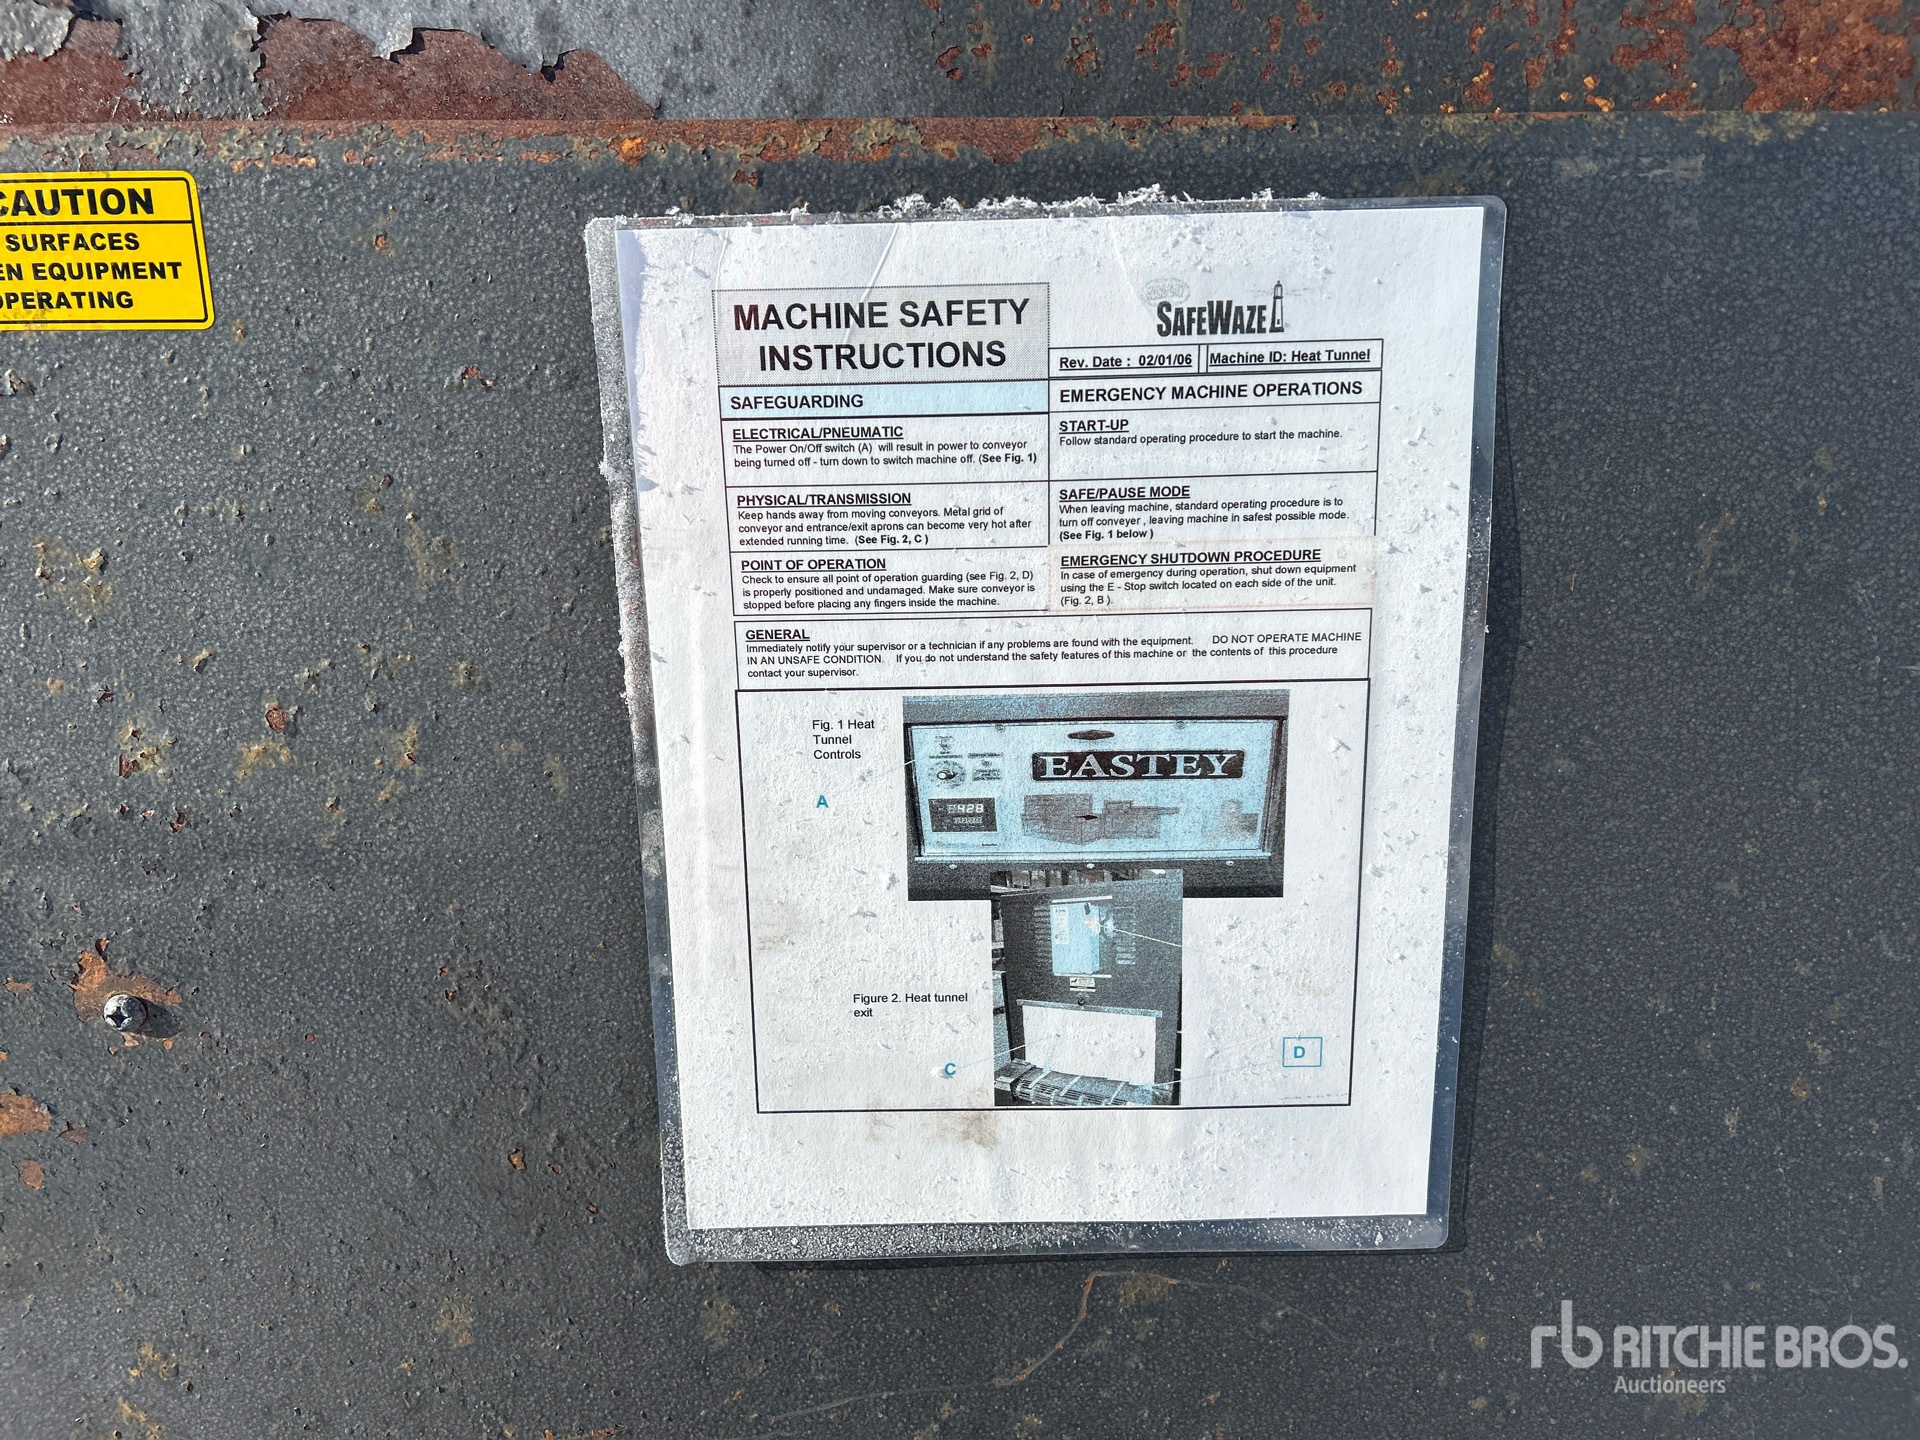 CAUTION
SURFACES
EN EQUIPMENT
OPERATING
MACHINE SAFETY
INSTRUCTIONS
SAFEWAZE
Rev. Date : 02/01/06
Machine ID: Heat Tunnel
SAFEGUARDING
ELECTRICAL/PNEUMATIC
The Power On/Off switch (A) will result in power to conveyor
being turned off - turn down to switch machine off. (See Fig. 1)
PHYSICAL/TRANSMISSION
Keep hands away from moving conveyors. Metal grid of
conveyor and entrance/exit aprons can become very hot after
extended running time. (See Fig. 2, C )
POINT OF OPERATION
Check to ensure all point of operation guarding (see Fig. 2, D)
is properly positioned and undamaged. Make sure conveyor is
stopped before placing any fingers inside the machine.
EMERGENCY MACHINE OPERATIONS
START-UP
Follow standard operating procedure to start the machine.
SAFE/PAUSE MODE
When leaving machine, standard operating procedure is to
turn off conveyer , leaving machine in safest possible mode.
(See Fig. 1 below )
EMERGENCY SHUTDOWN PROCEDURE
In case of emergency during operation, shut down equipment
using the E - Stop switch located on each side of the unit.
(Fig. 2, B ).
GENERAL
Immediately notify your supervisor or a technician if any problems are found with the equipment. DO NOT OPERATE MACHINE
IN AN UNSAFE CONDITION. If you do not understand the safety features of this machine or the contents of this procedure
contact your supervisor.
Fig. 1 Heat
Tunnel
Controls
A
EASTEY
428
Figure 2. Heat tunnel
exit
C
D
rb RITCHIE BROS.
Auctioneers